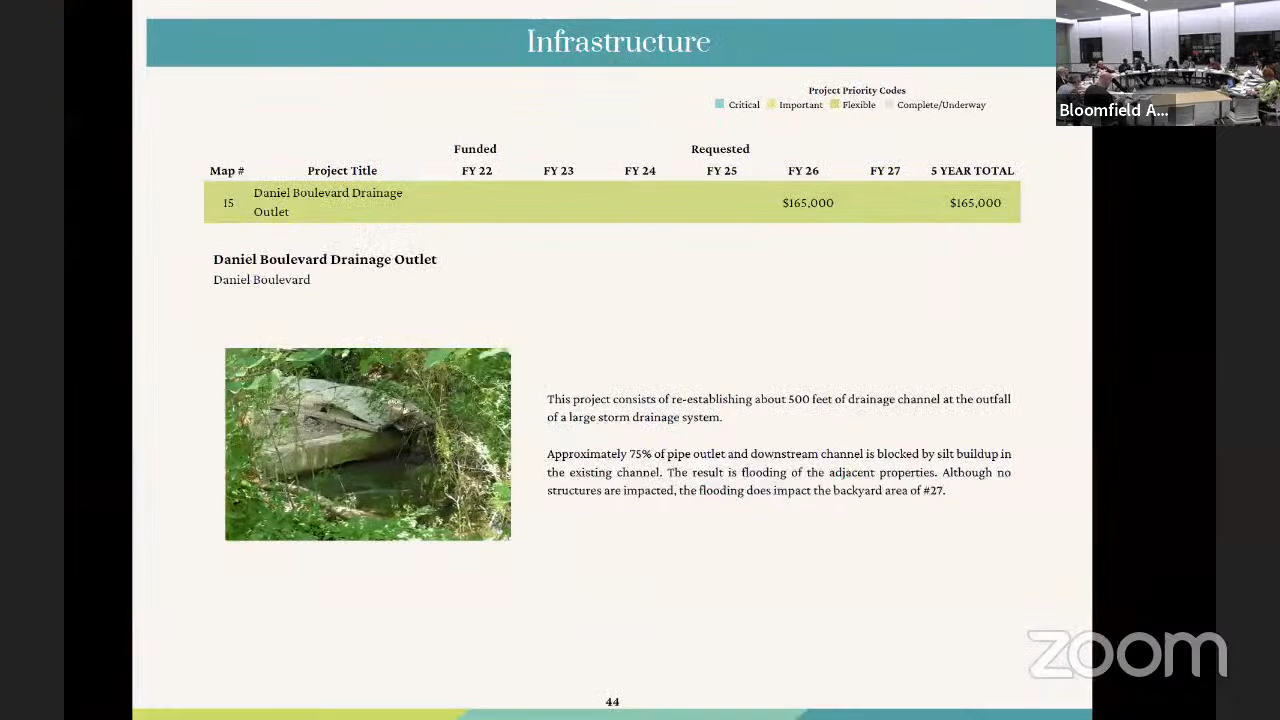 Infrastructure
Bloomfield A...
Project Priority Codes
Critical Important Flexible Complete/Underway
Funded Requested
Map # Project Title FY 22 FY 23 FY 24 FY 25 FY 26 FY 27 5 YEAR TOTAL
15 Daniel Boulevard Drainage Outlet $165,000 $165,000
Daniel Boulevard Drainage Outlet
Daniel Boulevard
This project consists of re-establishing about 500 feet of drainage channel at the outfall
of a large storm drainage system.
Approximately 75% of pipe outlet and downstream channel is blocked by silt buildup in
the existing channel. The result is flooding of the adjacent properties. Although no
structures are impacted, the flooding does impact the backyard area of #27.
zoom
44